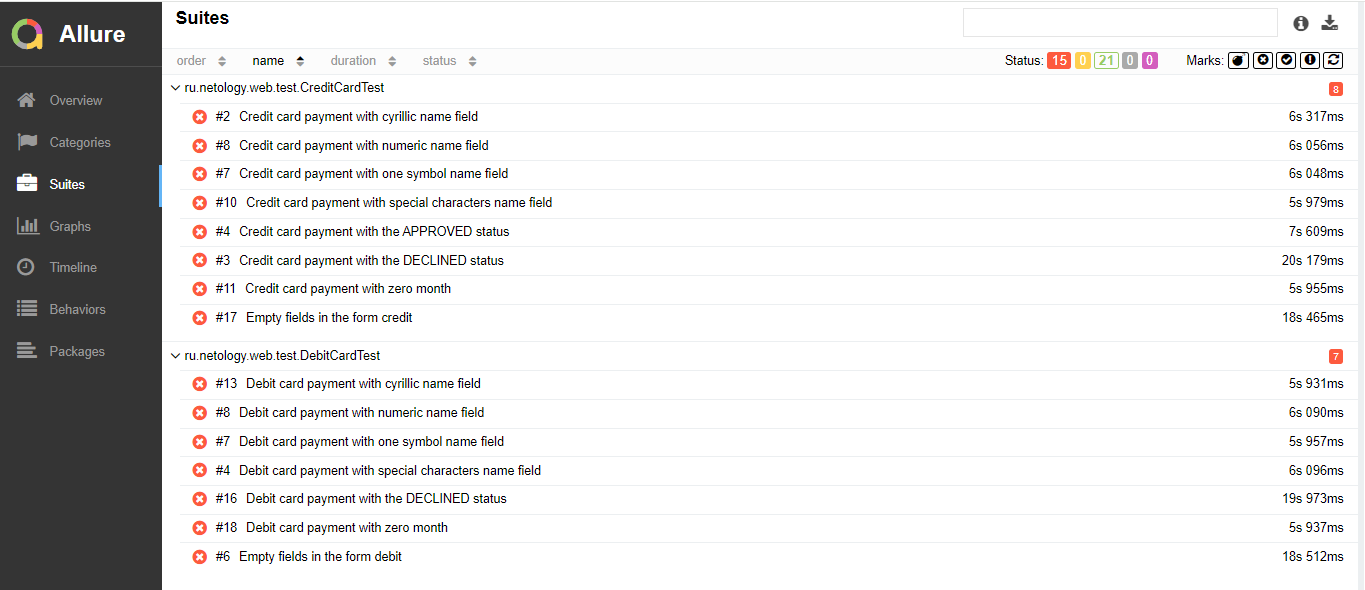 Allure
Overview
Categories
Suites
Graphs
Timeline
Behaviors
Packages
Suites
order name duration status Status: 15 0 21 0 0 Marks:
ru.netology.web.test.CreditCardTest 8
#2 Credit card payment with cyrillic name field 6s 317ms
#8 Credit card payment with numeric name field 6s 056ms
#7 Credit card payment with one symbol name field 6s 048ms
#10 Credit card payment with special characters name field 5s 979ms
#4 Credit card payment with the APPROVED status 7s 609ms
#3 Credit card payment with the DECLINED status 20s 179ms
#11 Credit card payment with zero month 5s 955ms
#17 Empty fields in the form credit 18s 465ms
ru.netology.web.test.DebitCardTest 7
#13 Debit card payment with cyrillic name field 5s 931ms
#8 Debit card payment with numeric name field 6s 090ms
#7 Debit card payment with one symbol name field 5s 957ms
#4 Debit card payment with special characters name field 6s 096ms
#16 Debit card payment with the DECLINED status 19s 973ms
#18 Debit card payment with zero month 5s 937ms
#6 Empty fields in the form debit 18s 512ms